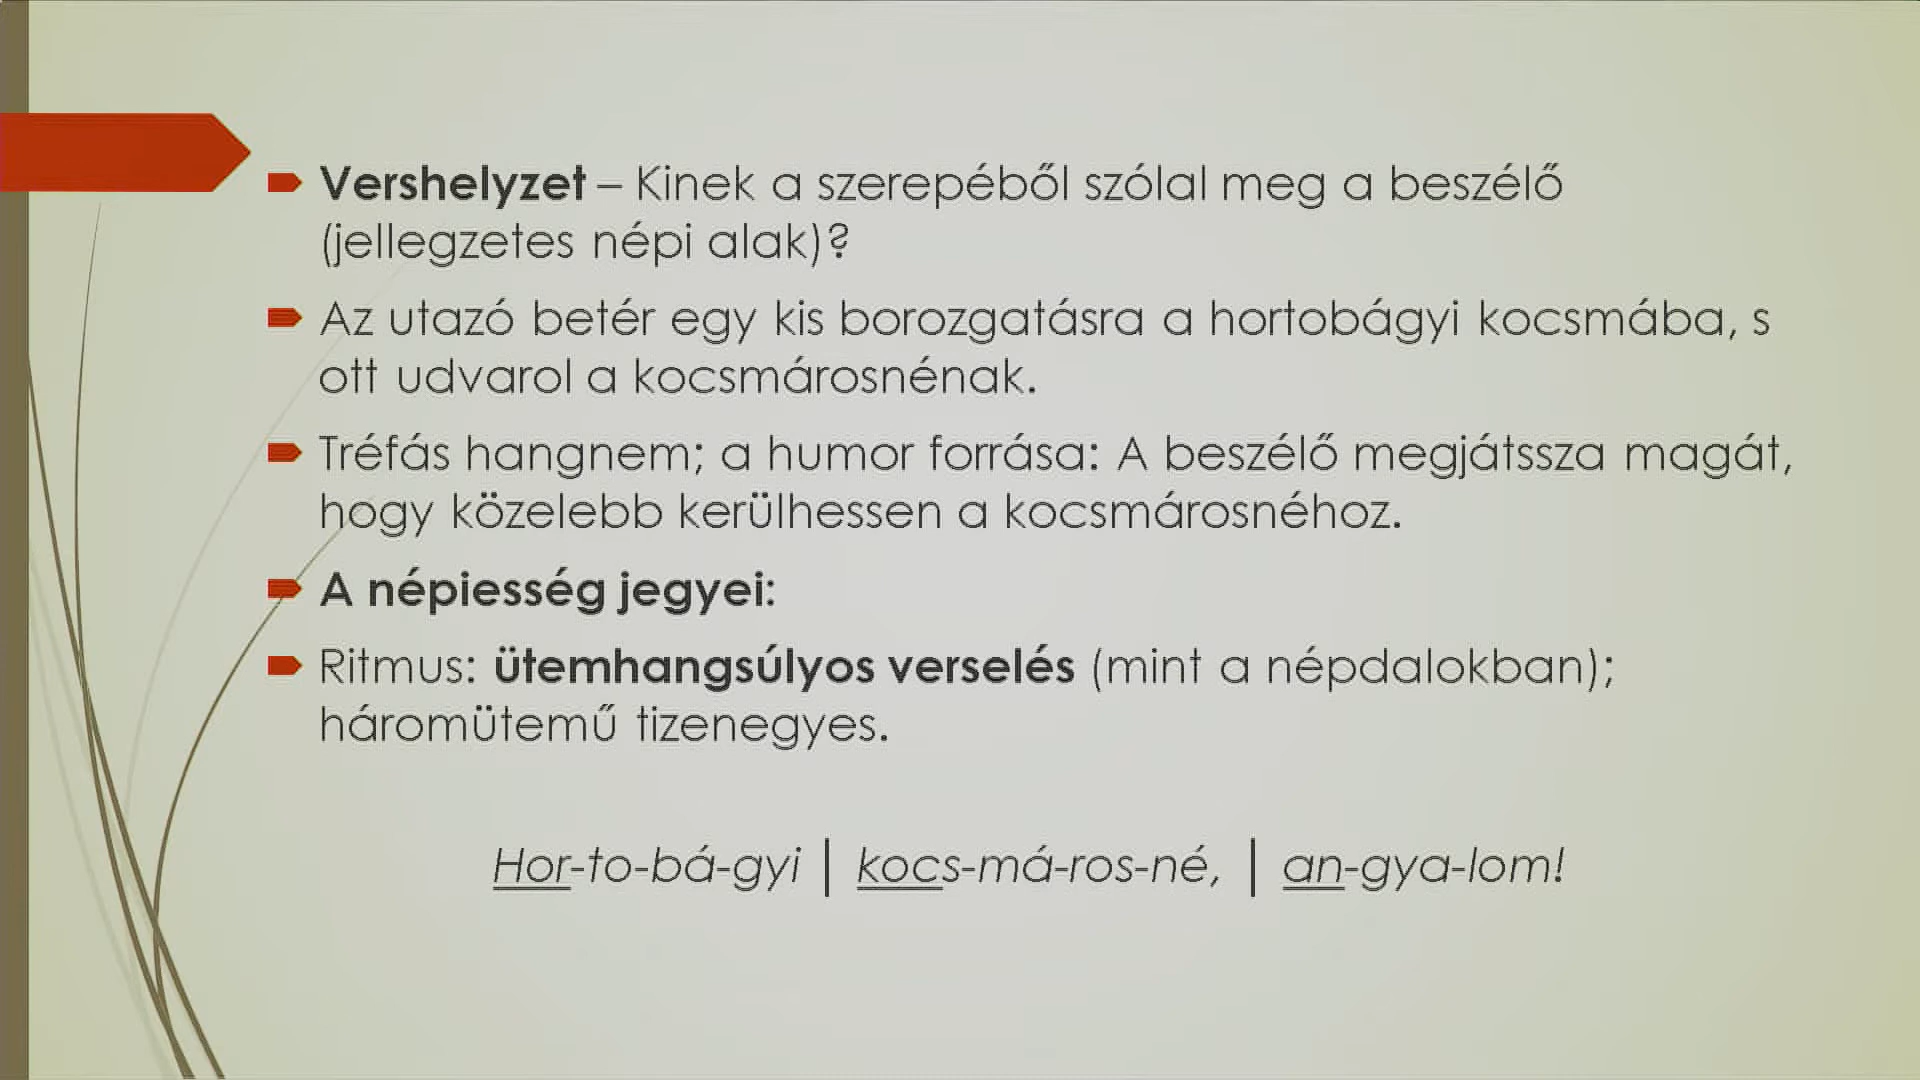 Vershelyzet – Kinek a szerepéből szólal meg a beszélő
(jellegzetes népi alak)?
Az utazó betér egy kis borozgatásra a hortobágyi kocsmába, s
ott udvarol a kocsmárosnénak.
Tréfás hangnem; a humor forrása: A beszélő megjátssza magát,
hogy közelebb kerülhessen a kocsmárosnéhoz.
A népiesség jegyei:
Ritmus: ütemhangsúlyos verselés (mint a népdalokban);
háromütemű tizenegyes.
Hor-to-bá-gyi | kocs-má-ros-né, | an-gya-lom!